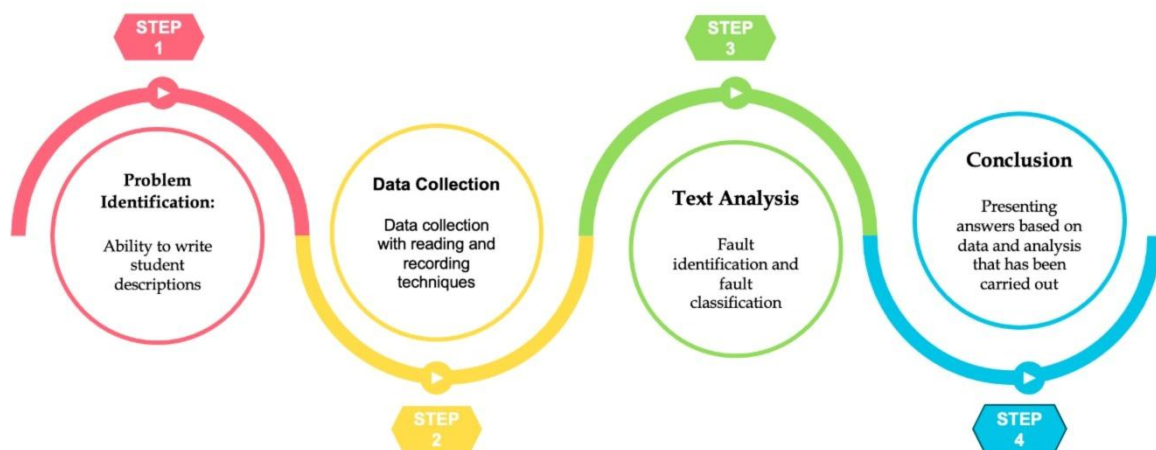 STEP
1
Problem
Identification:
Ability to write
student
descriptions
Data Collection
Data collection
with reading and
recording
techniques
STEP
2
STEP
3
Text Analysis
Fault
identification and
fault
classification
Conclusion
Presenting
answers based on
data and analysis
that has been
carried out
STEP
4